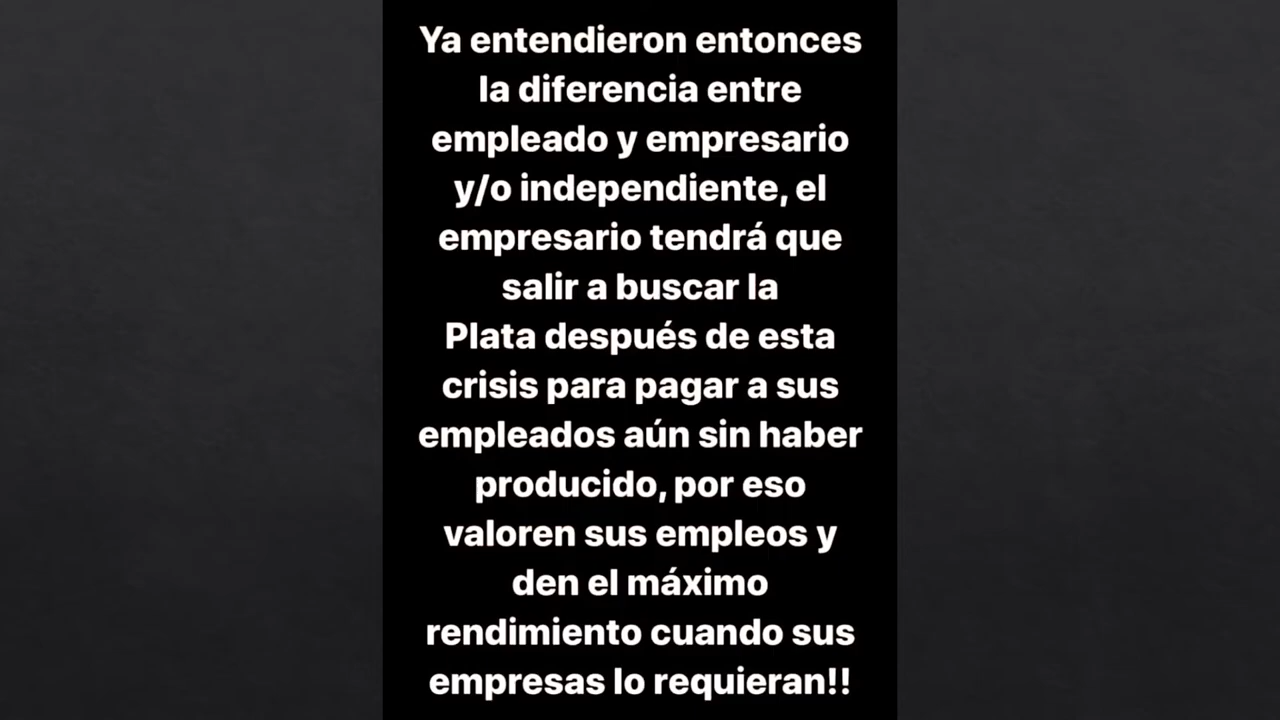 Ya entendieron entonces
la diferencia entre
empleado y empresario
y/o independiente, el
empresario tendrá que
salir a buscar la
Plata después de esta
crisis para pagar a sus
empleados aún sin haber
producido, por eso
valoren sus empleos y
den el máximo
rendimiento cuando sus
empresas lo requieran!!